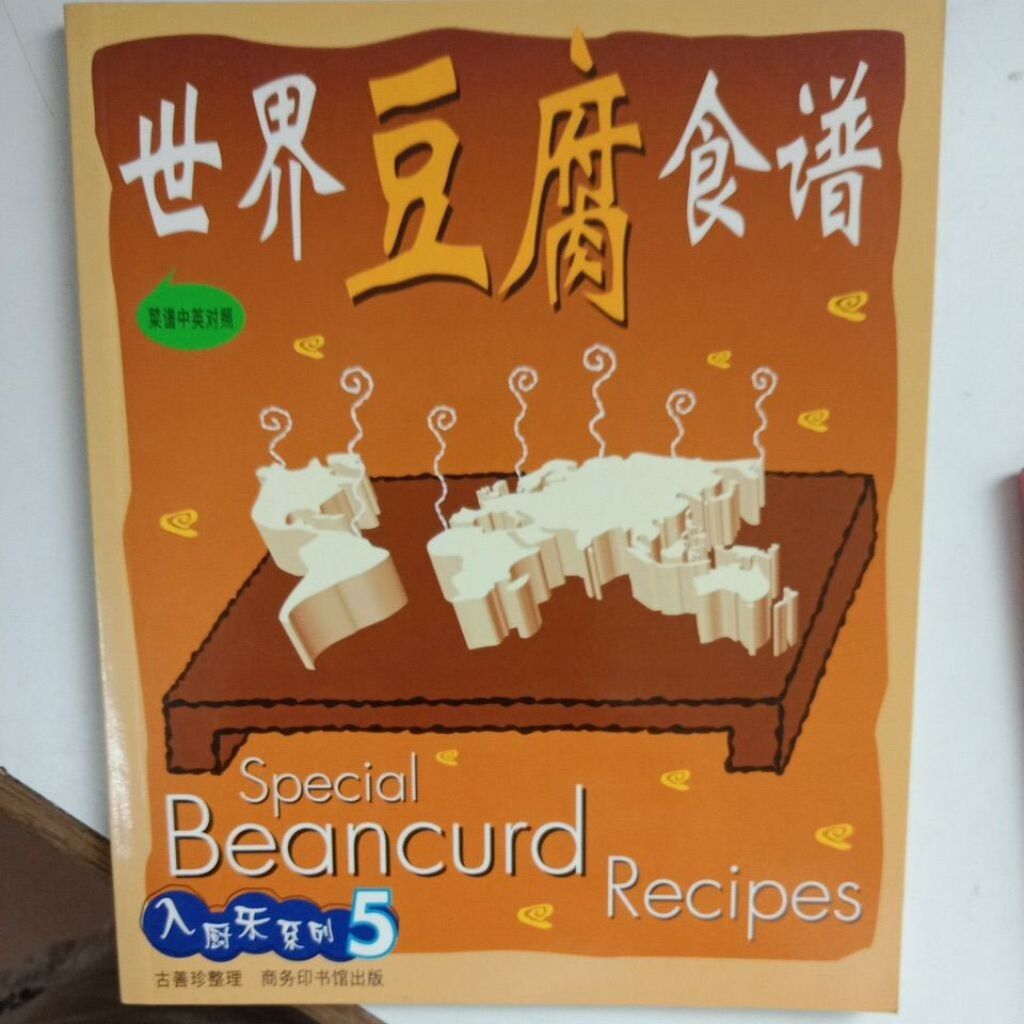 世界豆腐食谱
菜谱中英对照
Special
Beancurd
Recipes
入厨乐系列5
古善珍整理 商务印书馆出版